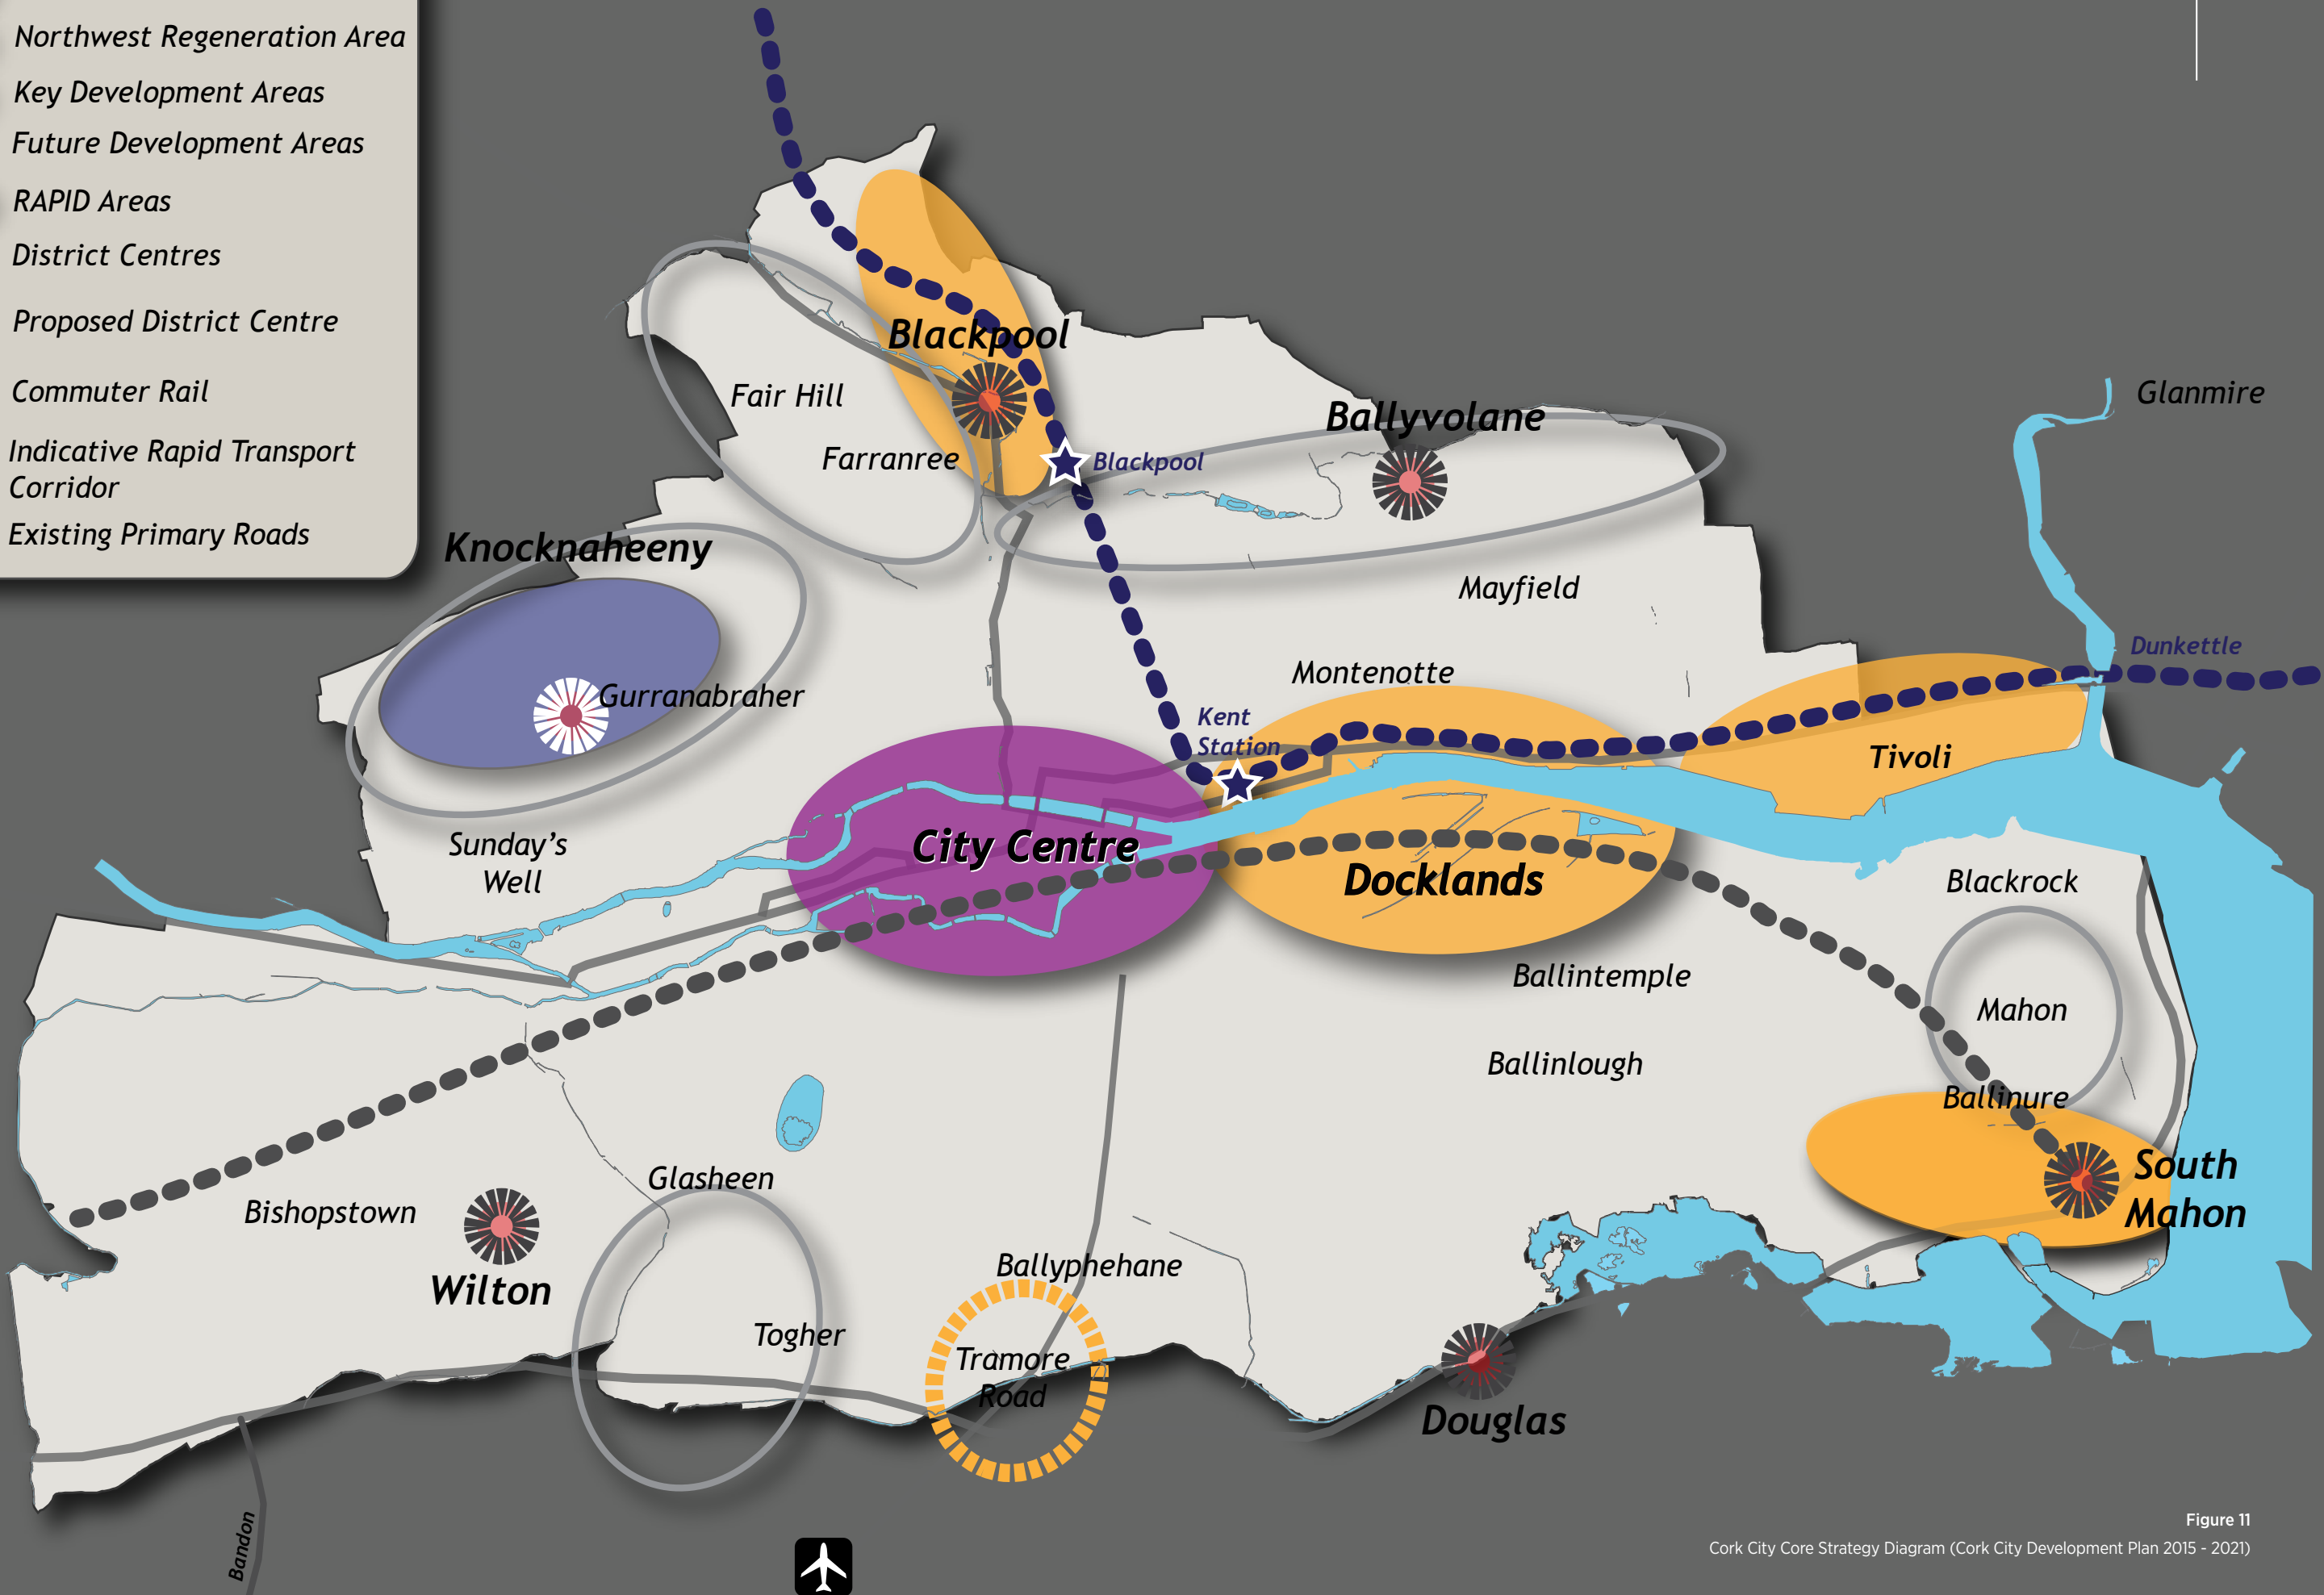 Northwest Regeneration Area
Key Development Areas
Future Development Areas
RAPID Areas
District Centres
Proposed District Centre
Commuter Rail
Indicative Rapid Transport
Corridor
Existing Primary Roads
Blackpool
Fair Hill
Farranree
Blackpool
Ballyvolane
Glanmire
Knocknaheeny
Mayfield
Gurranabraher
Montenotte
Dunkettle
Kent
Station
Tivoli
Sunday's
Well
City Centre
Docklands
Blackrock
Ballintemple
Mahon
Ballinlough
Ballinure
South
Mahon
Glasheen
Bishopstown
Wilton
Ballyphehane
Togher
Tramore
Road
Douglas
Bandon
Figure 11
Cork City Core Strategy Diagram (Cork City Development Plan 2015 - 2021)